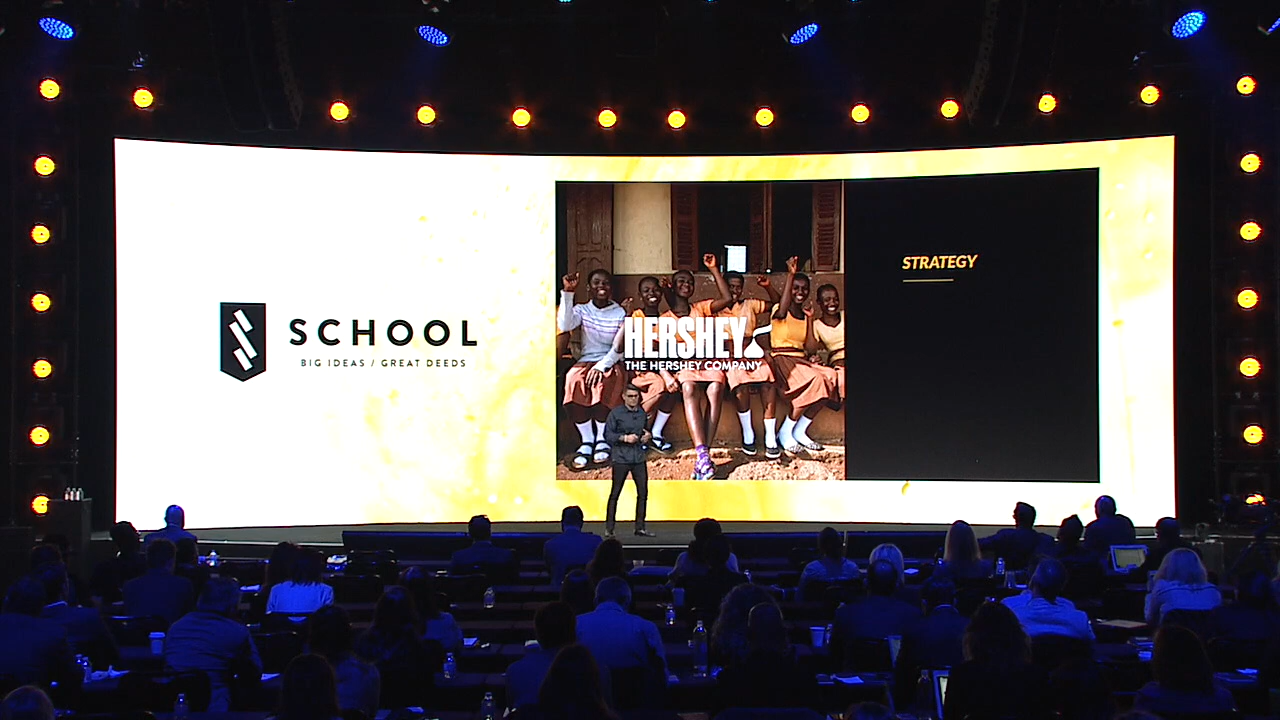 SCHOOL
BIG IDEAS / GREAT DEEDS
HERSHEY
THE HERSHEY COMPANY
STRATEGY